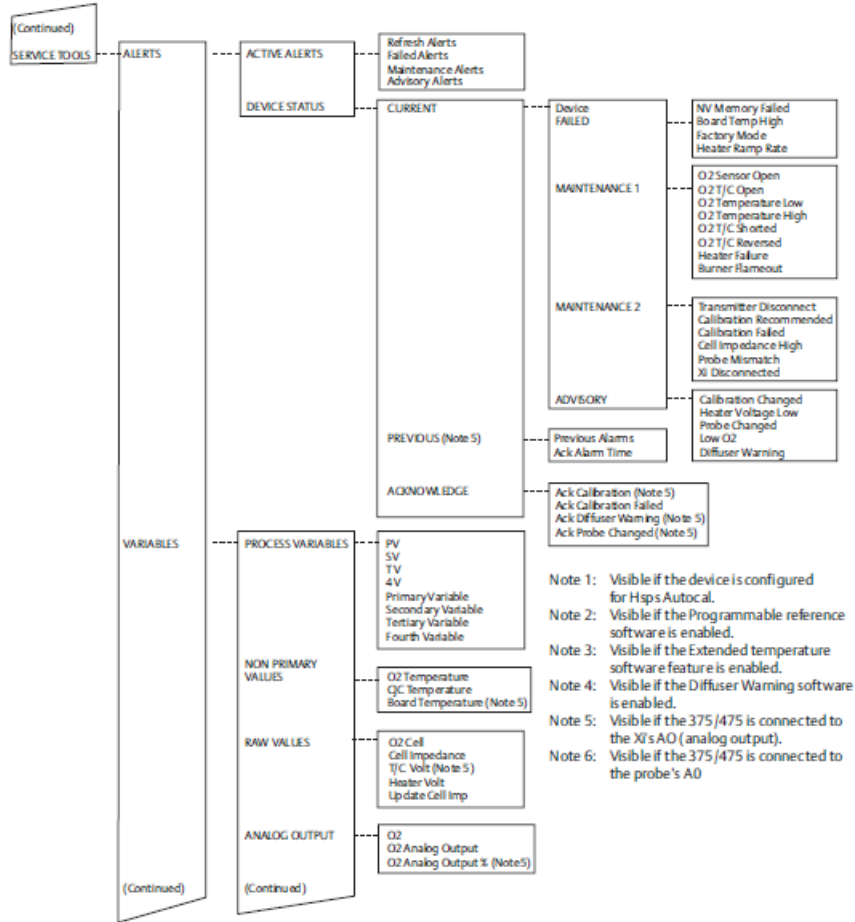 (Continued)
SERVICE TOOLS
ALERTS
ACTIVE ALERTS
Refresh Alerts
Failed Alerts
Maintenance Alerts
Advisory Alerts
DEVICE STATUS
CURRENT
Device
FAILED
NV Memory Failed
Board Temp High
Factory Mode
Heater Ramp Rate
MAINTENANCE 1
O2 Sensor Open
O2 T/C Open
O2 Temperature Low
O2 Temperature High
O2 T/C Shorted
O2 T/C Reversed
Heater Failure
Burner Flameout
MAINTENANCE 2
Transmitter Disconnect
Calibration Recommended
Calibration Failed
Cell Impedance High
Probe Mismatch
Xi Disconnected
ADVISORY
Calibration Changed
Heater Voltage Low
Probe Changed
Low O2
Diffuser Warning
PREVIOUS (Note 5)
Previous Alarms
Ack Alarm Time
ACKNOWLEDGE
Ack Calibration (Note 5)
Ack Calibration Failed
Ack Diffuser Warning (Note 5)
Ack Probe Changed (Note 5)
VARIABLES
PROCESS VARIABLES
PV
SV
TV
4V
Primary Variable
Secondary Variable
Tertiary Variable
Fourth Variable
NON PRIMARY
VALUES
O2 Temperature
CJC Temperature
Board Temperature (Note 5)
RAW VALUES
O2 Cell
Cell Impedance
T/C Volt (Note 5)
Heater Volt
Update Cell Imp
ANALOG OUTPUT
O2
O2 Analog Output
O2 Analog Output % (Note5)
(Continued)
(Continued)
Note 1: Visible if the device is configured
for Hsps Autocal.
Note 2: Visible if the Programmable reference
software is enabled.
Note 3: Visible if the Extended temperature
software feature is enabled.
Note 4: Visible if the Diffuser Warning software
is enabled.
Note 5: Visible if the 375/475 is connected to
the Xi's AO (analog output).
Note 6: Visible if the 375/475 is connected to
the probe's A0